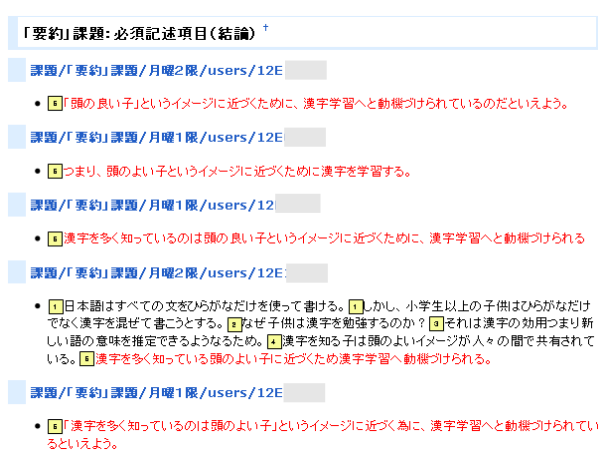 「要約」課題:必須記述項目(結論) †
課題/「要約」課題/月曜2限/users/12E
5「頭の良い子」というイメージに近づくために、漢字学習へと動機づけられているのだといえよう。
課題/「要約」課題/月曜1限/users/12E
5つまり、頭のよい子というイメージに近づくために漢字を学習する。
課題/「要約」課題/月曜1限/users/12
5漢字を多く知っているのは頭の良い子というイメージに近づくために、漢字学習へと動機づけられる
課題/「要約」課題/月曜2限/users/12E
1日本語はすべての文をひらがなだけを使って書ける。1しかし、小学生以上の子供はひらがなだけ
でなく漢字を混ぜて書こうとする。2なぜ子供は漢字を勉強するのか?3それは漢字の効用つまり新
しい語の意味を推定できるようなるため。4漢字を知る子は頭のよいイメージが人々の間で共有されて
いる。5漢字を多く知っている頭のよい子に近づくため漢字学習へ動機づけられる。
課題/「要約」課題/月曜1限/users/12E
5「漢字を多く知っているのは頭のよい子」というイメージに近づく為に、漢字学習へと動機づけられてい
るといえよう。